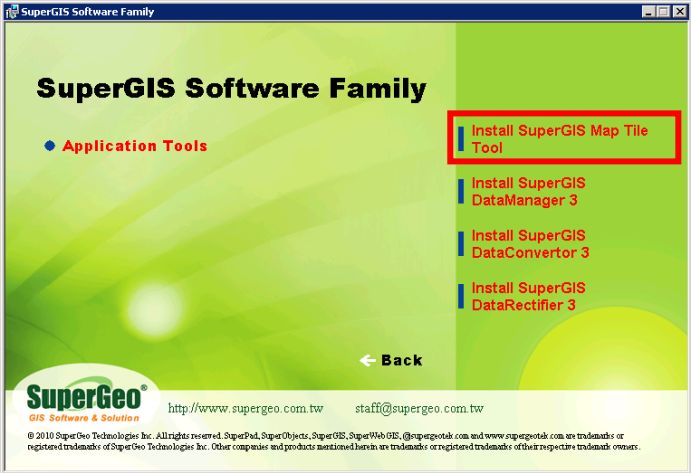 SuperGIS Software Family
SuperGIS Software Family
Application Tools
Install SuperGIS Map Tile
Tool
Install SuperGIS
DataManager 3
Install SuperGIS
DataConvertor 3
Install SuperGIS
DataRectifier 3
Back
SuperGeo®
GIS Software & Solution
http://www.supergeo.com.tw staff@supergeo.com.tw
© 2010 SuperGeo Technologies Inc. All rights reserved. SuperPad, SuperObjects, SuperGIS, SuperWebGIS, @supergeotek.com and www.supergeotek.com are trademarks or
registered trademarks of SuperGeo Technologies Inc. Other companies and products mentioned herein are trademarks or registered trademarks of their respective trademark owners.